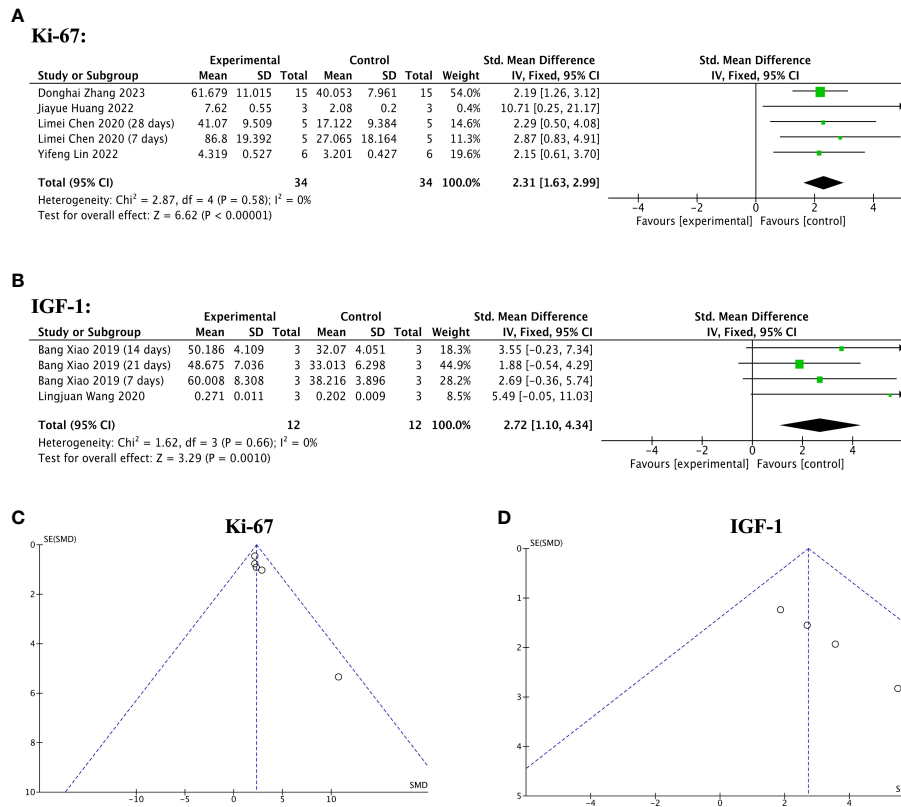 A
Ki-67:
Experimental Control Std. Mean Difference Std. Mean Difference
Study or Subgroup Mean SD Total Mean SD Total Weight IV, Fixed, 95% CI IV, Fixed, 95% CI
Donghai Zhang 2023 61.679 11.015 15 40.053 7.961 15 54.0% 2.19 [1.26, 3.12]
Jiayue Huang 2022 7.62 0.55 3 2.08 0.2 3 0.4% 10.71 [0.25, 21.17]
Limei Chen 2020 (28 days) 41.07 9.509 5 17.122 9.384 5 14.6% 2.29 [0.50, 4.08]
Limei Chen 2020 (7 days) 86.8 19.392 5 27.065 18.164 5 11.3% 2.87 [0.83, 4.91]
Yifeng Lin 2022 4.319 0.527 6 3.201 0.427 6 19.6% 2.15 [0.61, 3.70]
Total (95% CI) 34 34 100.0% 2.31 [1.63, 2.99]
Heterogeneity: Chi² = 2.87, df = 4 (P = 0.58); I² = 0%
Test for overall effect: Z = 6.62 (P < 0.00001)
-4 -2 0 2 4
Favours [experimental] Favours [control]
B
IGF-1:
Experimental Control Std. Mean Difference Std. Mean Difference
Study or Subgroup Mean SD Total Mean SD Total Weight IV, Fixed, 95% CI IV, Fixed, 95% CI
Bang Xiao 2019 (14 days) 50.186 4.109 3 32.07 4.051 3 18.3% 3.55 [-0.23, 7.34]
Bang Xiao 2019 (21 days) 48.675 7.036 3 33.013 6.298 3 44.9% 1.88 [-0.54, 4.29]
Bang Xiao 2019 (7 days) 60.008 8.308 3 38.216 3.896 3 28.2% 2.69 [-0.36, 5.74]
Lingjuan Wang 2020 0.271 0.011 3 0.202 0.009 3 8.5% 5.49 [-0.05, 11.03]
Total (95% CI) 12 12 100.0% 2.72 [1.10, 4.34]
Heterogeneity: Chi² = 1.62, df = 3 (P = 0.66); I² = 0%
Test for overall effect: Z = 3.29 (P = 0.0010)
-4 -2 0 2 4
Favours [experimental] Favours [control]
C
Ki-67
SE(SMD)
0
2
4
6
8
10
SMD
-10 -5 0 5 10
D
IGF-1
SE(SMD)
0
1
2
3
4
5
S
-4 -2 0 2 4